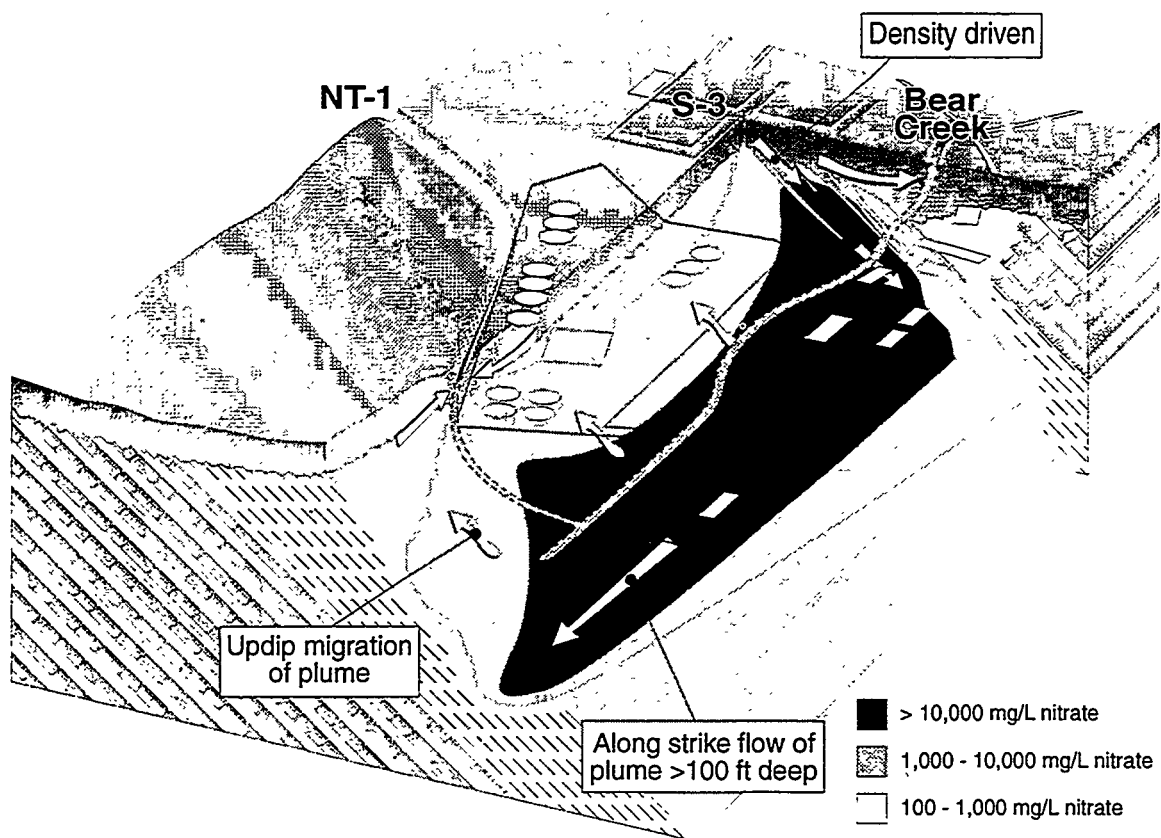 Density driven
NT-1
S-3
Bear
Creek
Updip migration
of plume
Along strike flow of
plume >100 ft deep
> 10,000 mg/L nitrate
1,000 - 10,000 mg/L nitrate
100 - 1,000 mg/L nitrate